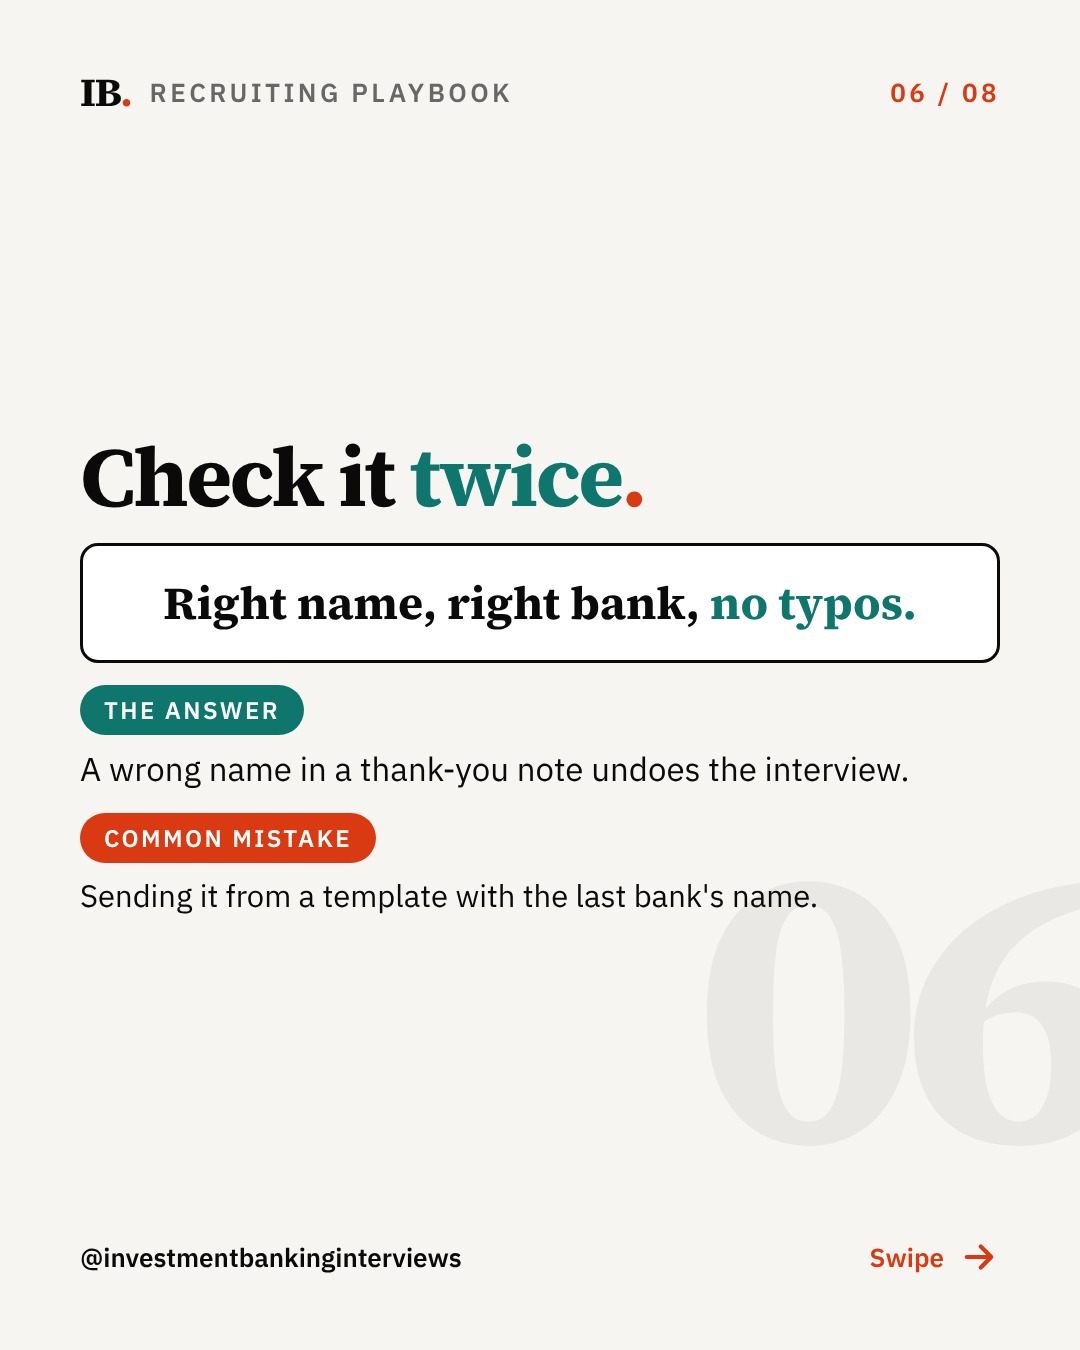 IB. RECRUITING PLAYBOOK
06 / 08
Check it twice.
Right name, right bank, no typos.
THE ANSWER
A wrong name in a thank-you note undoes the interview.
COMMON MISTAKE
Sending it from a template with the last bank's name.
06
@investmentbankinginterviews
Swipe →